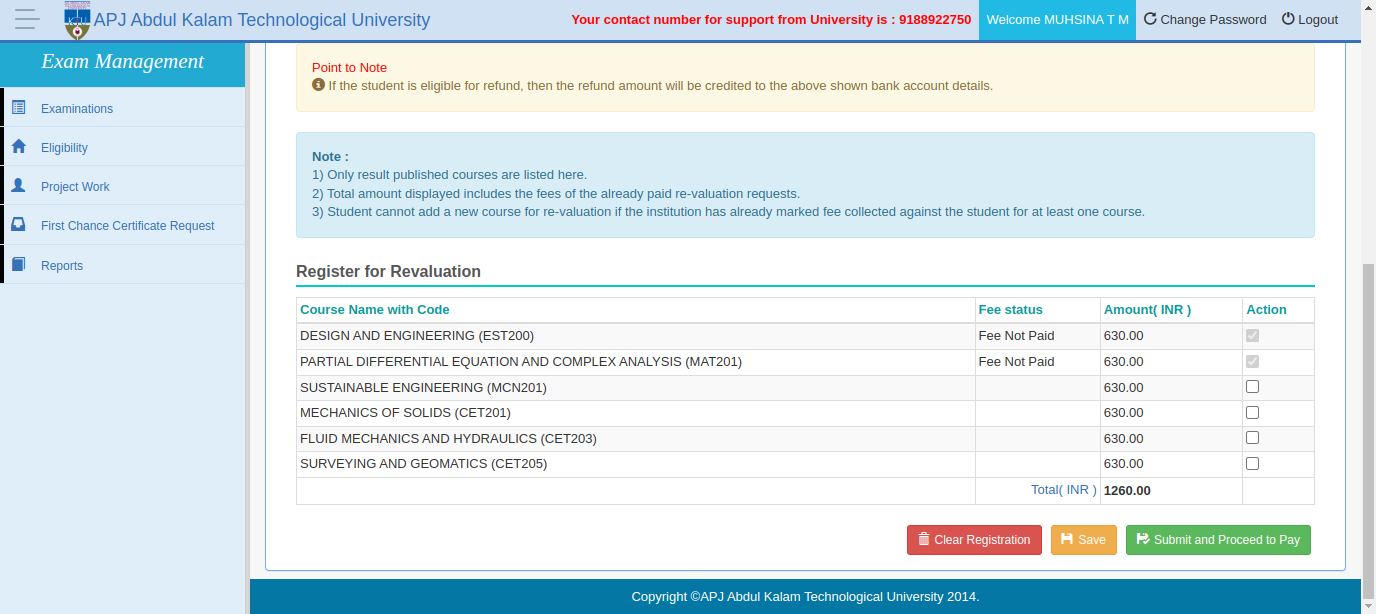 APJ Abdul Kalam Technological University
Your contact number for support from University is : 9188922750
Welcome MUHSINA T M
Change Password
Logout
Exam Management
Examinations
Eligibility
Project Work
First Chance Certificate Request
Reports
Point to Note
If the student is eligible for refund, then the refund amount will be credited to the above shown bank account details.
Note :
1) Only result published courses are listed here.
2) Total amount displayed includes the fees of the already paid re-valuation requests.
3) Student cannot add a new course for re-valuation if the institution has already marked fee collected against the student for at least one course.
Register for Revaluation
Course Name with Code Fee status Amount( INR ) Action
DESIGN AND ENGINEERING (EST200) Fee Not Paid 630.00
PARTIAL DIFFERENTIAL EQUATION AND COMPLEX ANALYSIS (MAT201) Fee Not Paid 630.00
SUSTAINABLE ENGINEERING (MCN201) 630.00
MECHANICS OF SOLIDS (CET201) 630.00
FLUID MECHANICS AND HYDRAULICS (CET203) 630.00
SURVEYING AND GEOMATICS (CET205) 630.00
Total( INR ) 1260.00
Clear Registration Save Submit and Proceed to Pay
Copyright ©APJ Abdul Kalam Technological University 2014.